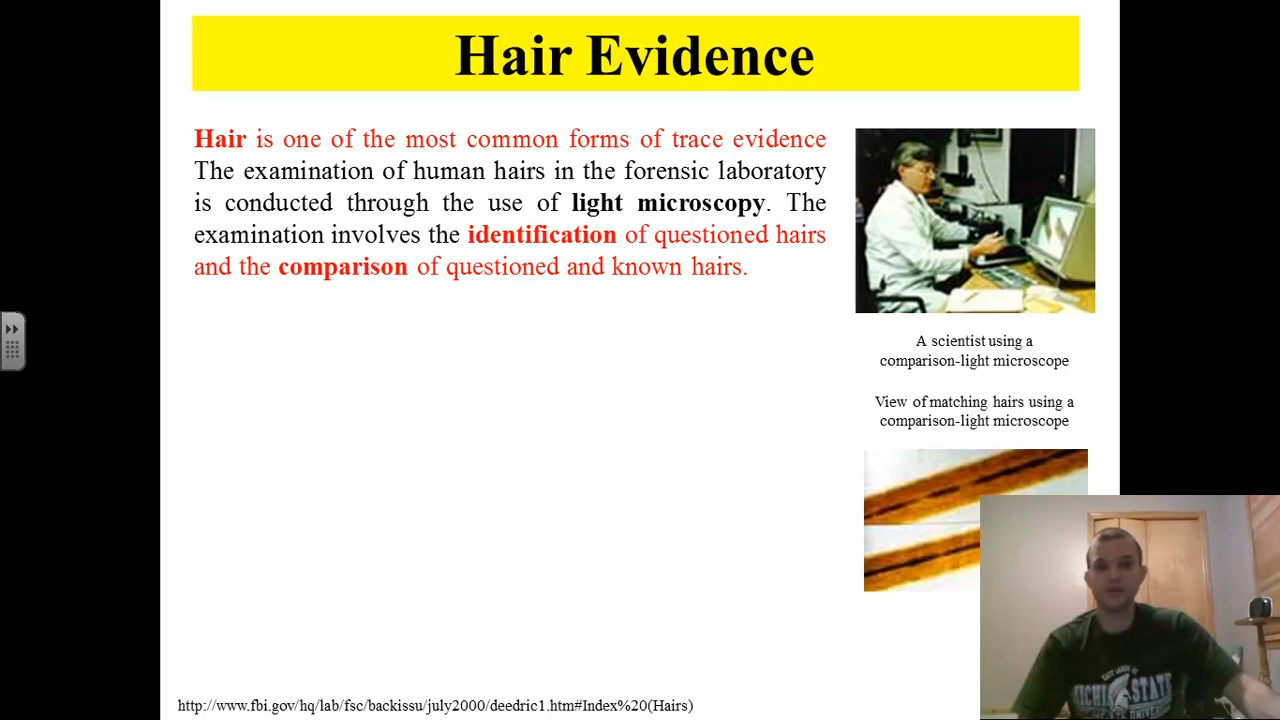 Hair Evidence
Hair is one of the most common forms of trace evidence
The examination of human hairs in the forensic laboratory
is conducted through the use of light microscopy. The
examination involves the identification of questioned hairs
and the comparison of questioned and known hairs.
A scientist using a
comparison-light microscope
View of matching hairs using a
comparison-light microscope
MICHIGAN STATE
http://www.fbi.gov/hq/lab/fsc/backissu/july2000/deedric1.htm#Index%20(Hairs)